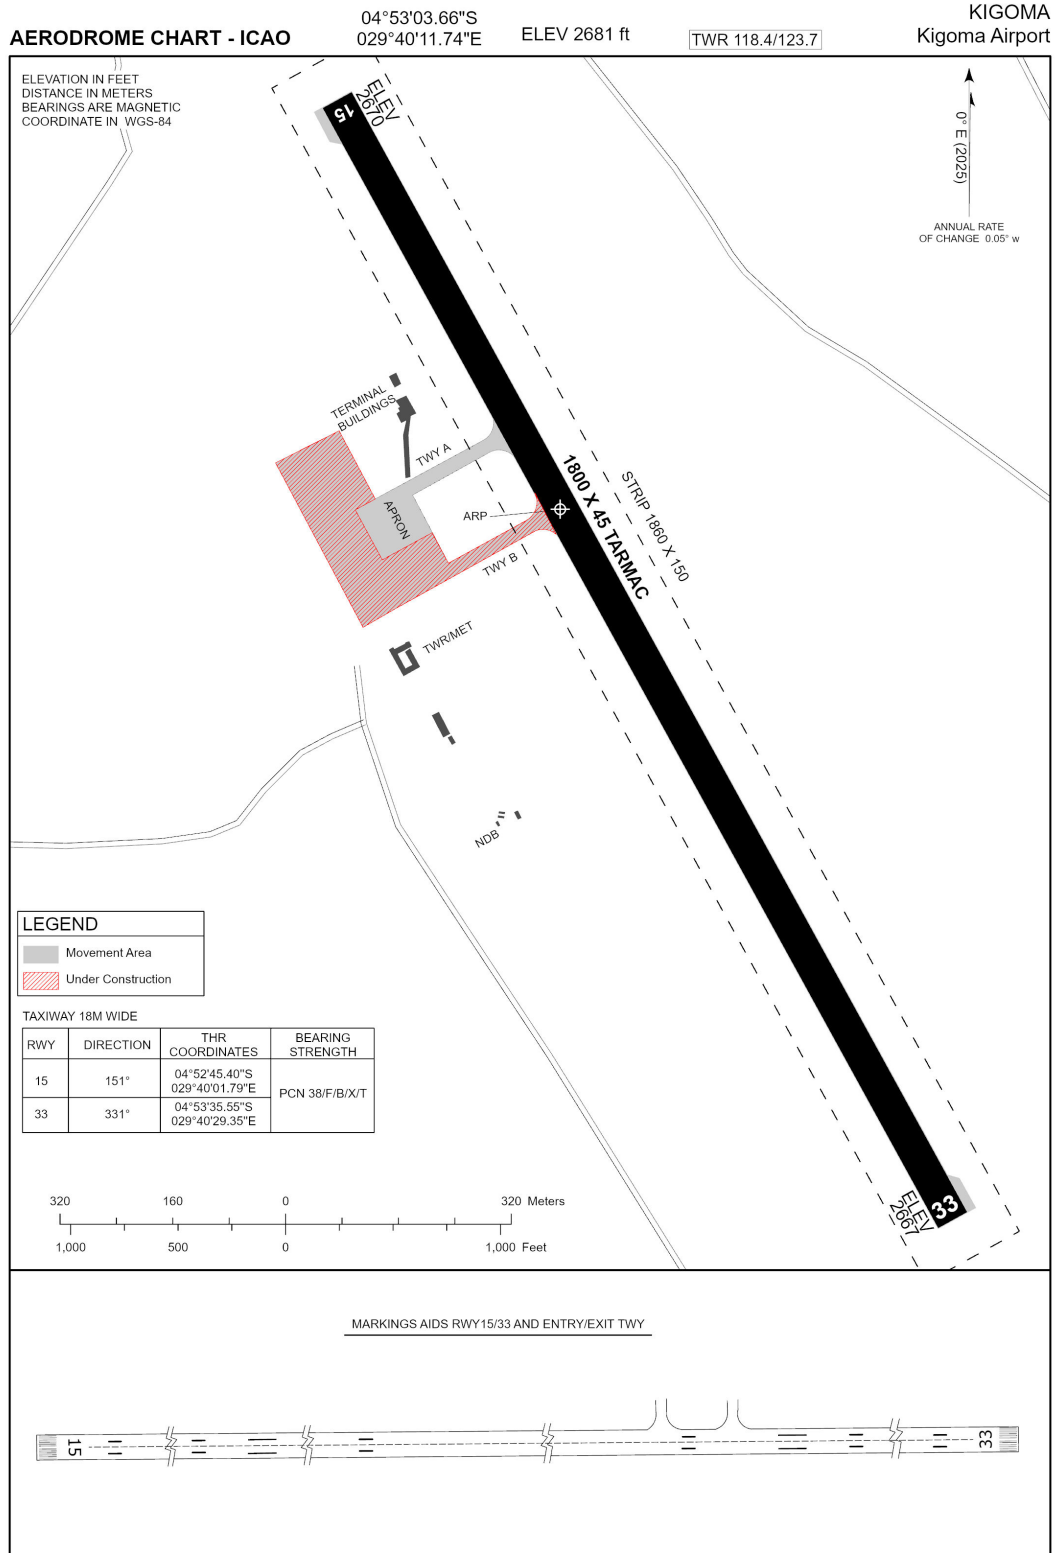 AERODROME CHART - ICAO
04°53'03.66"S
029°40'11.74"E
ELEV 2681 ft
TWR 118.4/123.7
KIGOMA
Kigoma Airport
ELEVATION IN FEET
DISTANCE IN METERS
BEARINGS ARE MAGNETIC
COORDINATE IN WGS-84
15
ELEV
2670
0° E (2025)
ANNUAL RATE
OF CHANGE 0.05° w
TERMINAL
BUILDINGS
TWY A
APRON
ARP
TWY B
1800 X 45 TARMAC
STRIP 1860 X 150
TWR/MET
NDB
LEGEND
Movement Area
Under Construction
TAXIWAY 18M WIDE
RWY DIRECTION THR COORDINATES BEARING STRENGTH
15 151° 04°52'45.40"S 029°40'01.79"E PCN 38/F/B/X/T
33 331° 04°53'35.55"S 029°40'29.35"E
ELEV
2667
33
320 160 0 320 Meters
1,000 500 0 1,000 Feet
MARKINGS AIDS RWY15/33 AND ENTRY/EXIT TWY
15
33